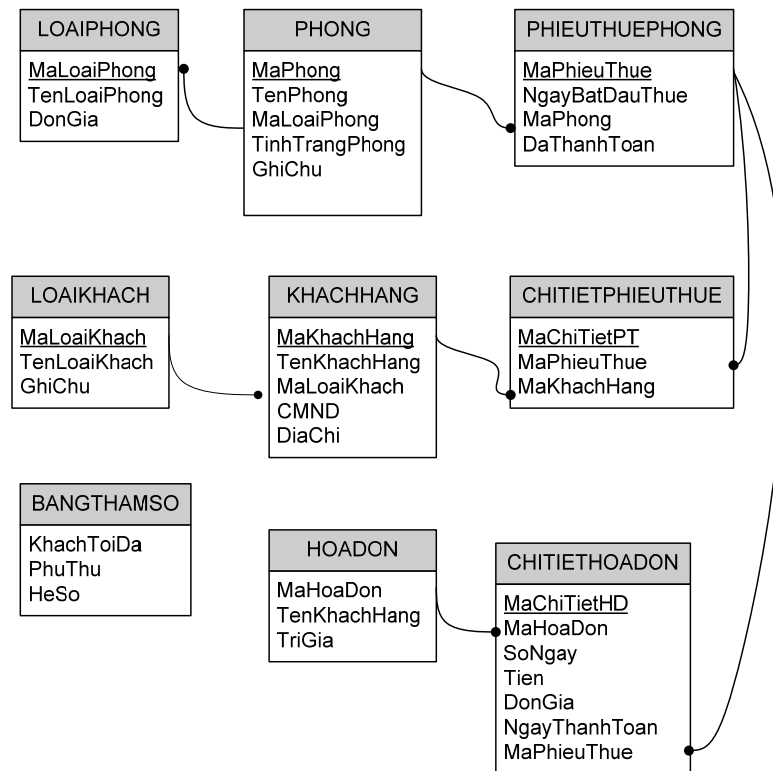 LOAIPHONG
MaLoaiPhong
TenLoaiPhong
DonGia
PHONG
MaPhong
TenPhong
MaLoaiPhong
TinhTrangPhong
GhiChu
PHIEUTHUEPHONG
MaPhieuThue
NgayBatDauThue
MaPhong
DaThanhToan
LOAIKHACH
MaLoaiKhach
TenLoaiKhach
GhiChu
KHACHHANG
MaKhachHang
TenKhachHang
MaLoaiKhach
CMND
DiaChi
CHITIETPHIEUTHUE
MaChiTietPT
MaPhieuThue
MaKhachHang
BANGTHAMSO
KhachToiDa
PhuThu
HeSo
HOADON
MaHoaDon
TenKhachHang
TriGia
CHITIETHOADON
MaChiTietHD
MaHoaDon
SoNgay
Tien
DonGia
NgayThanhToan
MaPhieuThue